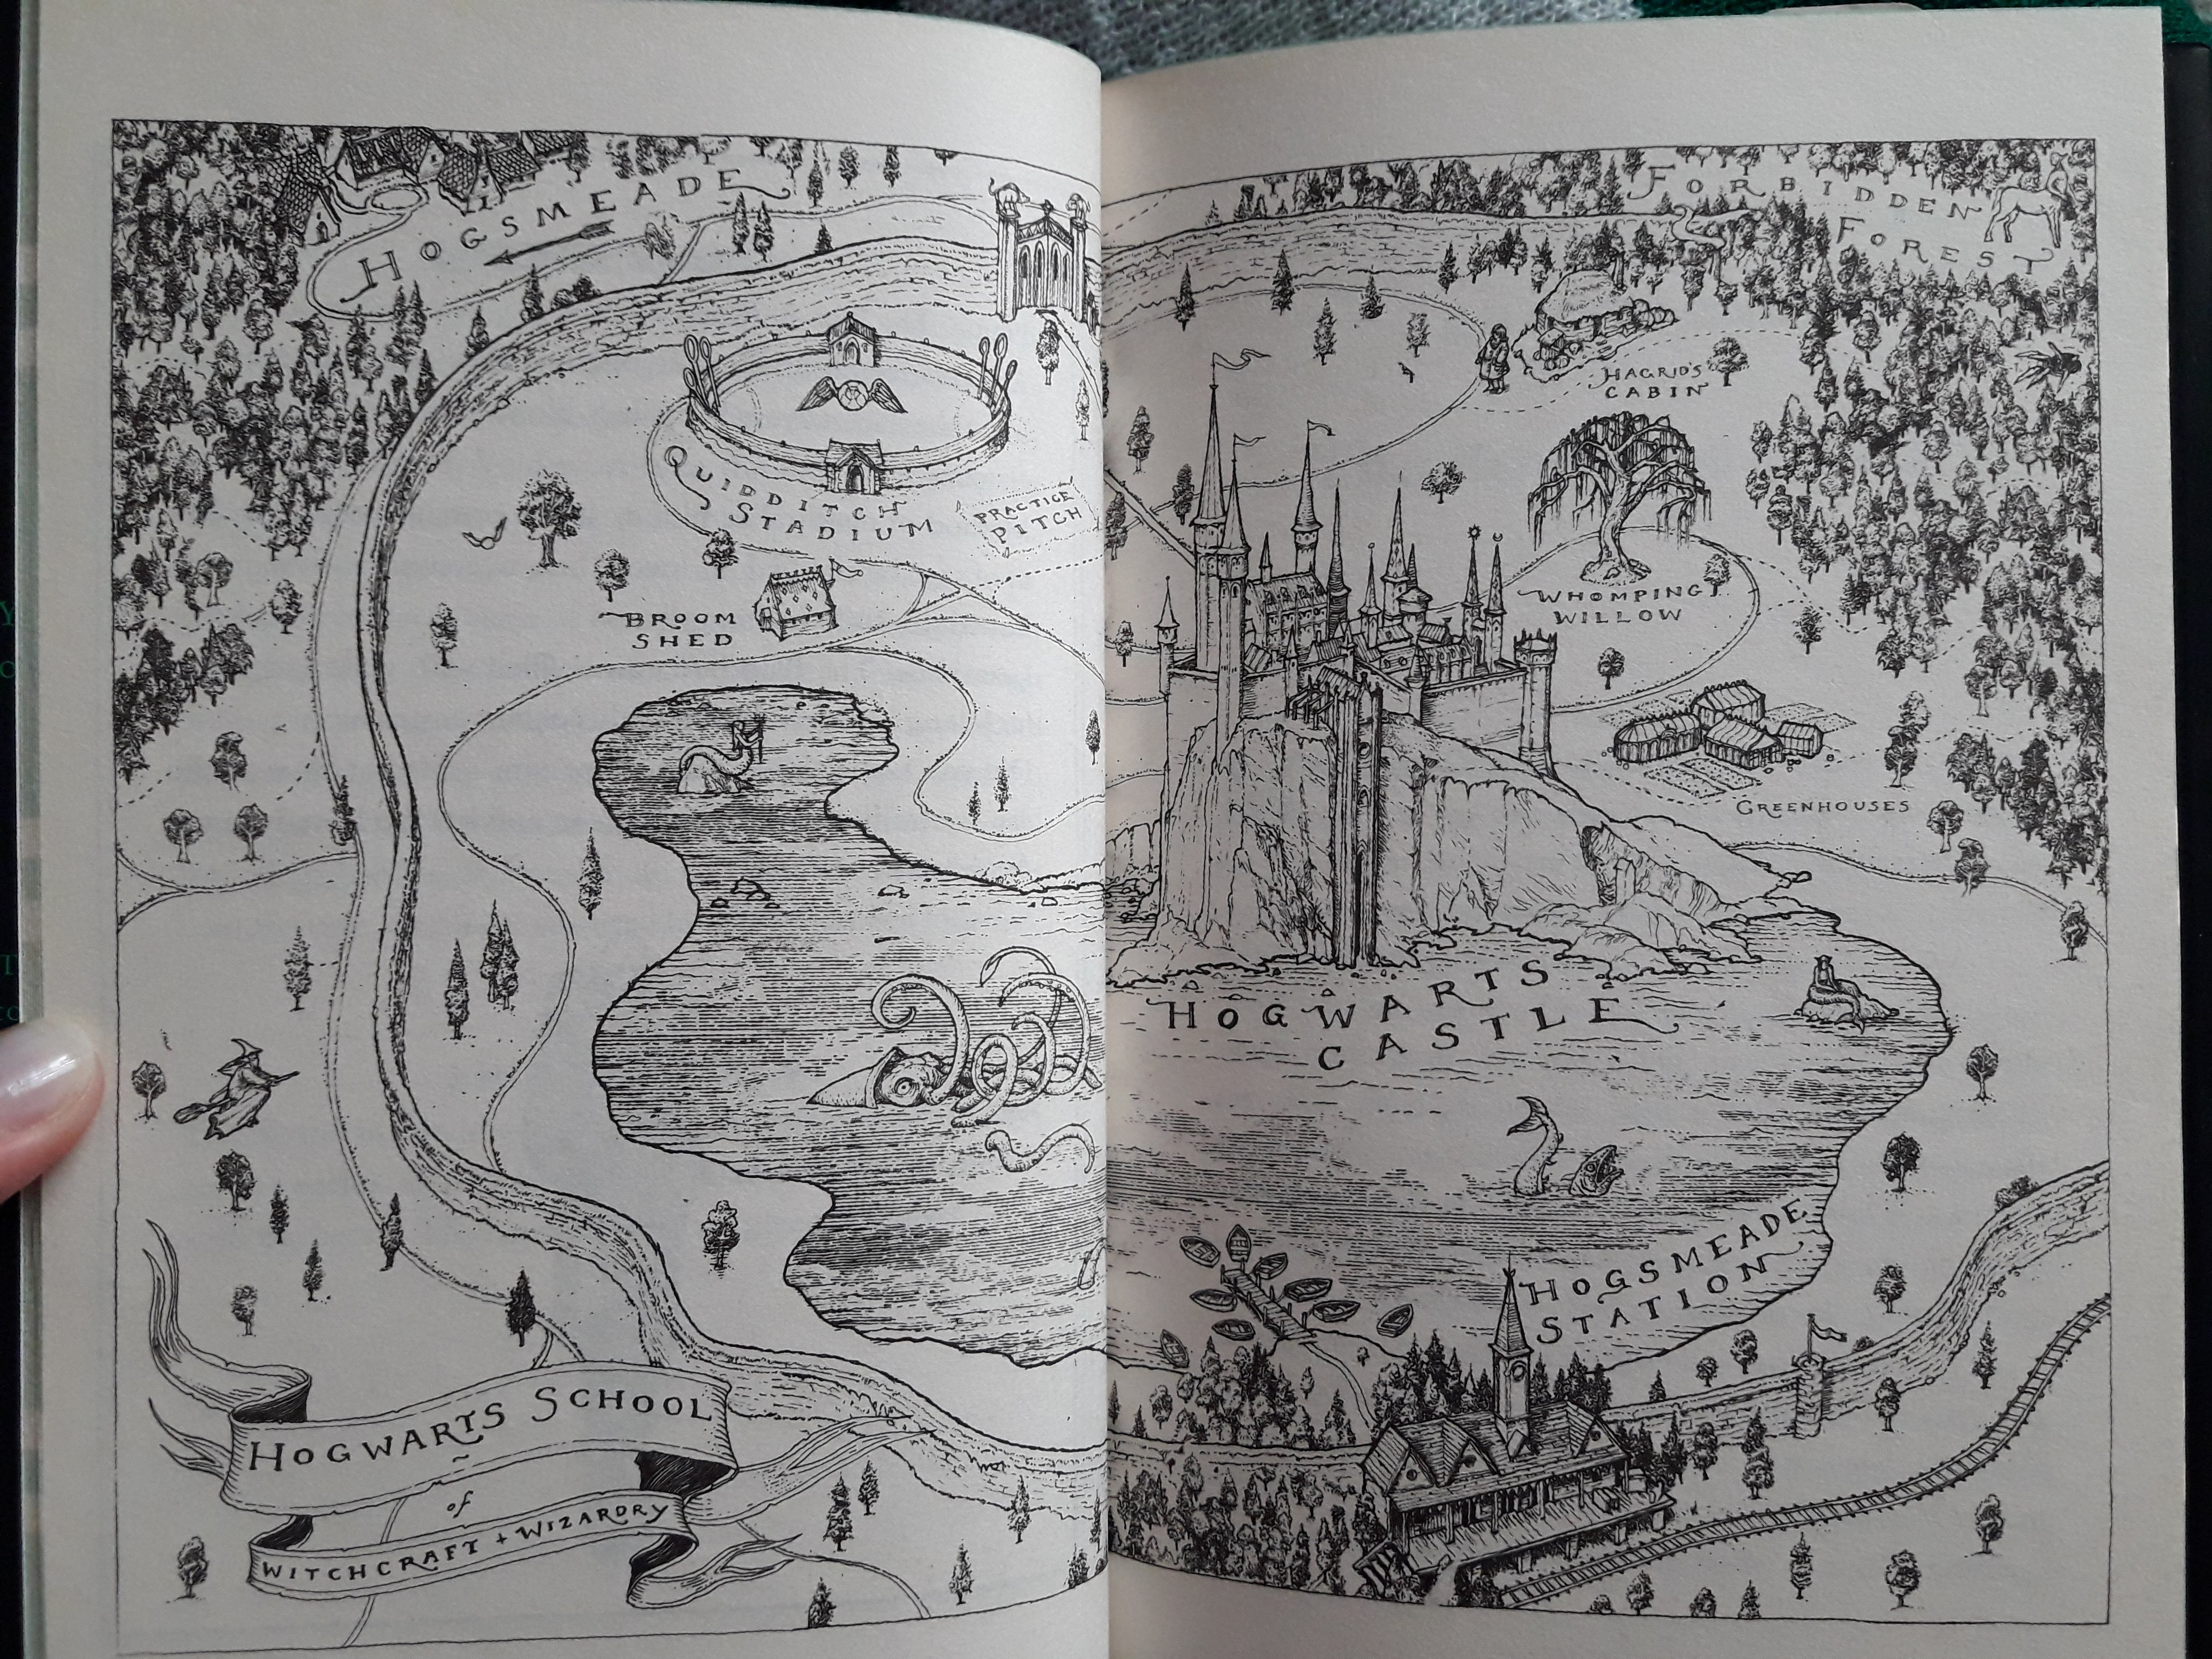 HOGSMEADE
FORBIDDEN
FOREST
HAGRID'S
CABIN
QUIDDITCH
STADIUM
PRACTICE
PITCH
BROOM
SHED
WHOMPING
WILLOW
GREENHOUSES
HOGWARTS
CASTLE
HOGSMEADE
STATION
HOGWARTS SCHOOL
of
WITCHCRAFT + WIZARDRY